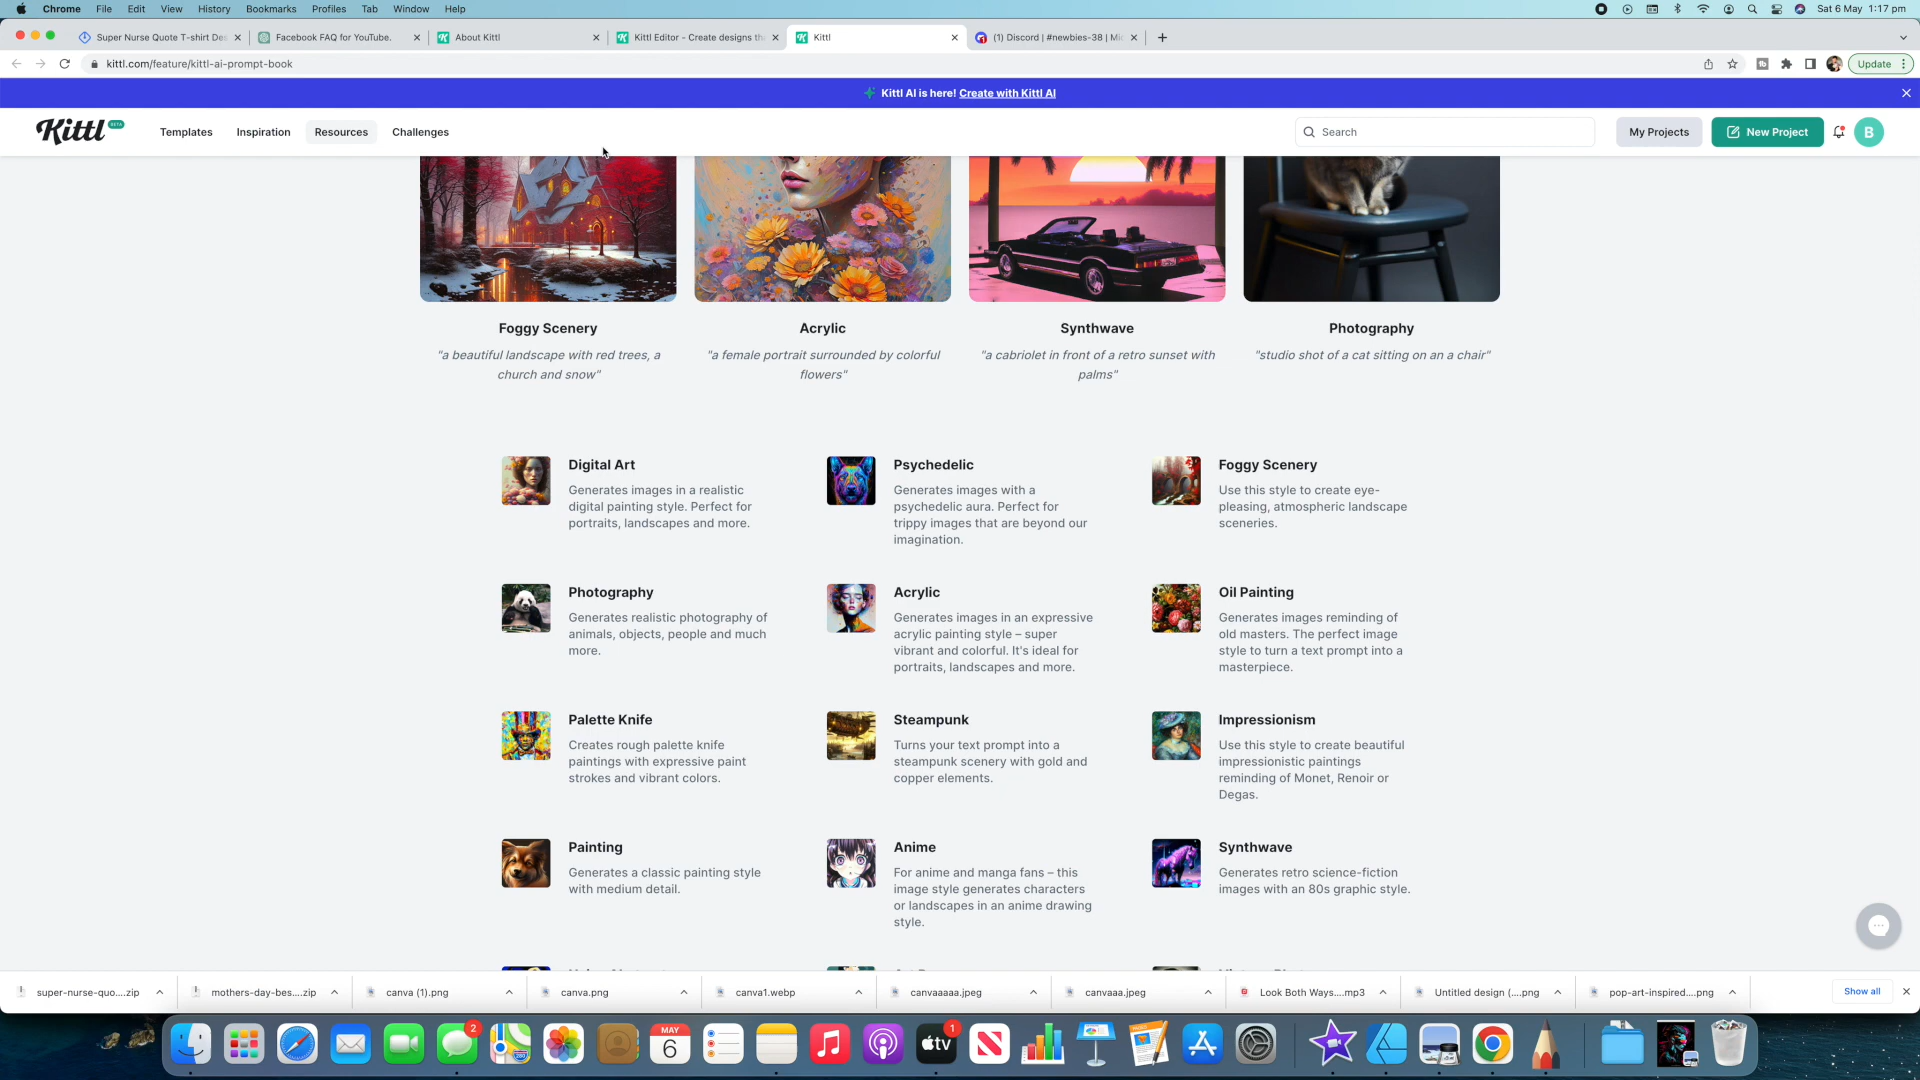 Chrome File Edit View History Bookmarks Profiles Tab Window Help Sat 6 May 1:17 pm
Super Nurse Quote T-shirt Des Facebook FAQ for YouTube. About Kittl Kittl Editor - Create designs th Kittl (1) Discord | #newbies-38 | Mi
kittl.com/feature/kittl-ai-prompt-book Update
Kittl AI is here! Create with Kittl AI
Kittl BETA Templates Inspiration Resources Challenges Search My Projects New Project B
Foggy Scenery Acrylic Synthwave Photography
"a beautiful landscape with red trees, a "a female portrait surrounded by colorful "a cabriolet in front of a retro sunset with "studio shot of a cat sitting on an a chair"
church and snow" flowers" palms"
Digital Art
Generates images in a realistic
digital painting style. Perfect for
portraits, landscapes and more.
Psychedelic
Generates images with a
psychedelic aura. Perfect for
trippy images that are beyond our
imagination.
Foggy Scenery
Use this style to create eye-
pleasing, atmospheric landscape
sceneries.
Photography
Generates realistic photography of
animals, objects, people and much
more.
Acrylic
Generates images in an expressive
acrylic painting style – super
vibrant and colorful. It's ideal for
portraits, landscapes and more.
Oil Painting
Generates images reminding of
old masters. The perfect image
style to turn a text prompt into a
masterpiece.
Palette Knife
Creates rough palette knife
paintings with expressive paint
strokes and vibrant colors.
Steampunk
Turns your text prompt into a
steampunk scenery with gold and
copper elements.
Impressionism
Use this style to create beautiful
impressionistic paintings
reminding of Monet, Renoir or
Degas.
Painting
Generates a classic painting style
with medium detail.
Anime
For anime and manga fans – this
image style generates characters
or landscapes in an anime drawing
style.
Synthwave
Generates retro science-fiction
images with an 80s graphic style.
super-nurse-quo....zip mothers-day-bes....zip canva (1).png canva.png canva1.webp canvaaaaa.jpeg canvaaa.jpeg Look Both Ways....mp3 Untitled design (....png pop-art-inspired....png Show all
2 MAY 6 tv 1